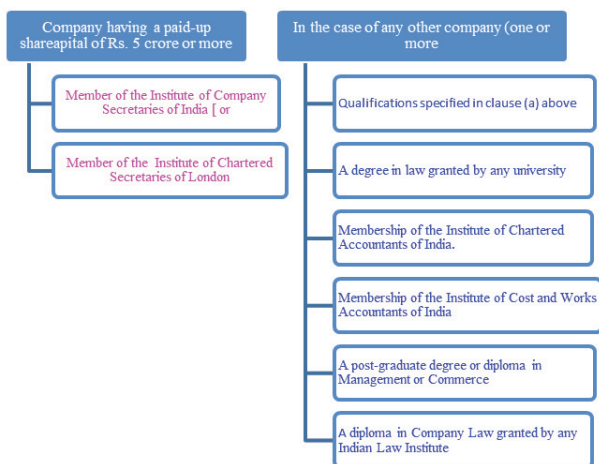 Company having a paid-up
shareapital of Rs. 5 crore or more
Member of the Institute of Company
Secretaries of India [ or
Member of the Institute of Chartered
Secretaries of London
In the case of any other company (one or
more
Qualifications specified in clause (a) above
A degree in law granted by any university
Membership of the Institute of Chartered
Accountants of India.
Membership of the Institute of Cost and Works
Accountants of India
A post-graduate degree or diploma in
Management or Commerce
A diploma in Company Law granted by any
Indian Law Institute